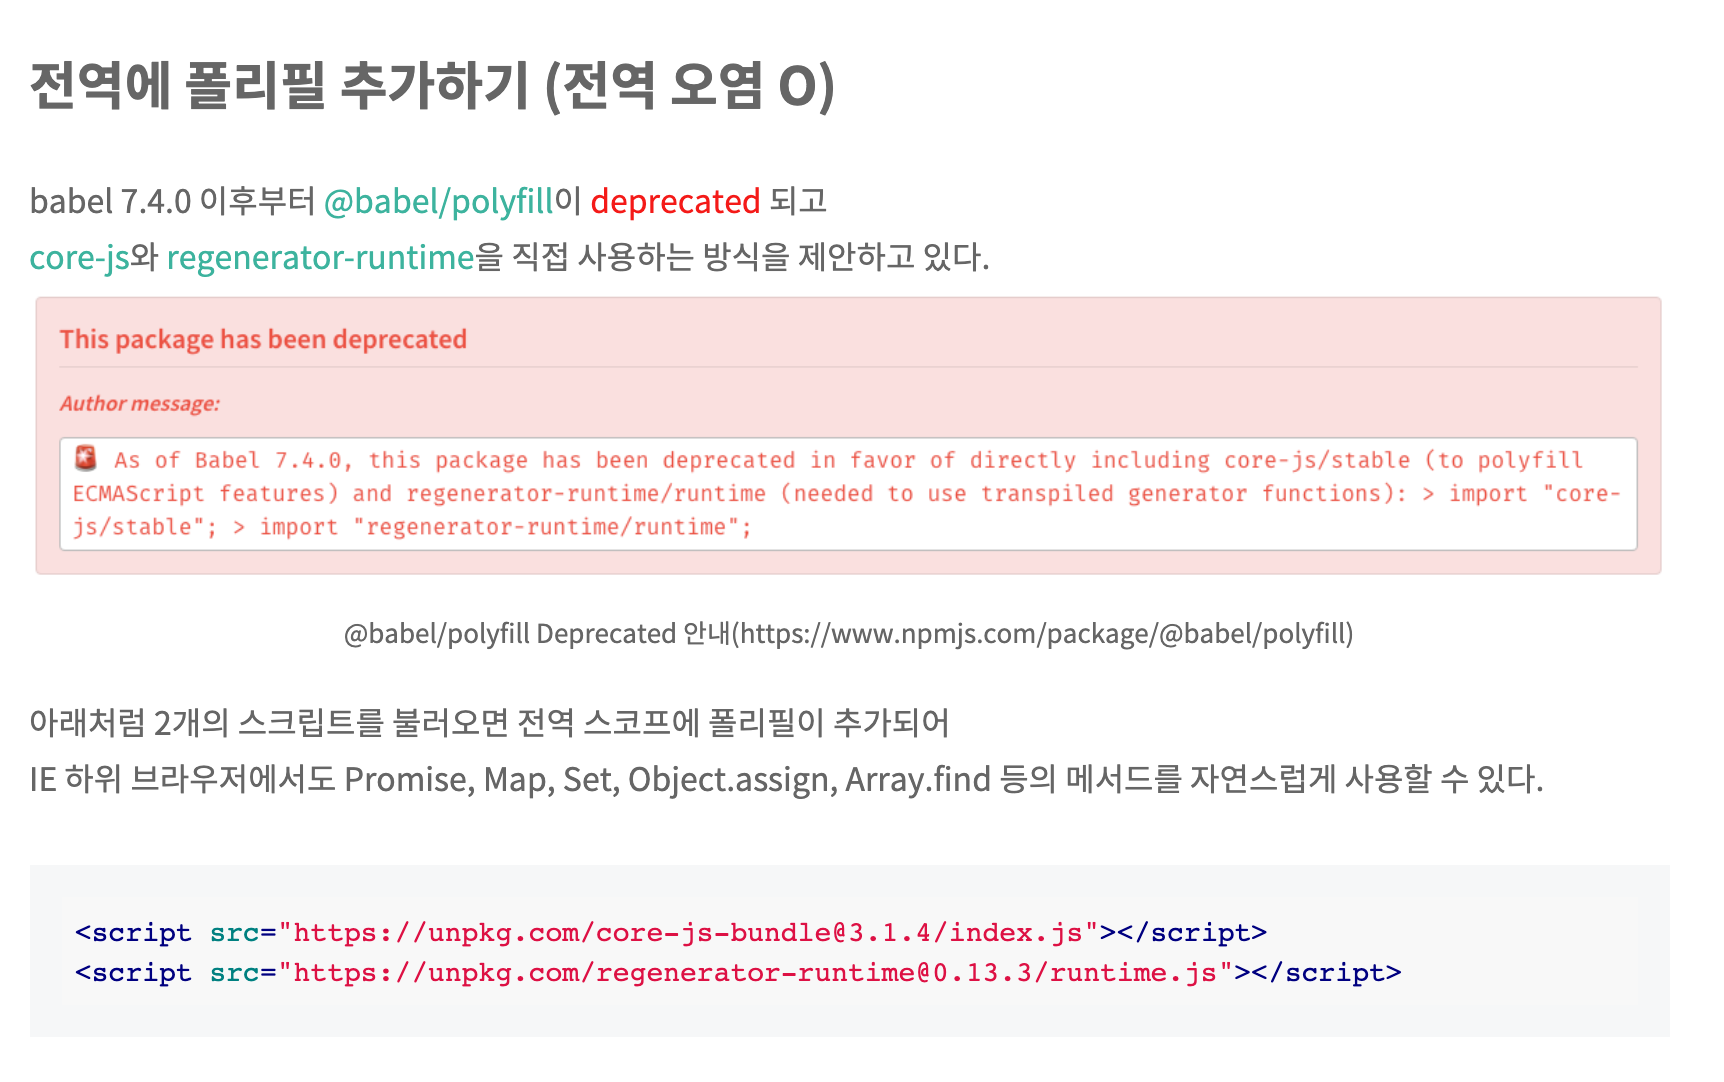 전역에 폴리필 추가하기 (전역 오염 O)
babel 7.4.0 이후부터 @babel/polyfill이 deprecated 되고
core-js와 regenerator-runtime을 직접 사용하는 방식을 제안하고 있다.
This package has been deprecated
Author message:
🚨 As of Babel 7.4.0, this package has been deprecated in favor of directly including core-js/stable (to polyfill
ECMAScript features) and regenerator-runtime/runtime (needed to use transpiled generator functions): > import "core-
js/stable"; > import "regenerator-runtime/runtime";
@babel/polyfill Deprecated 안내(https://www.npmjs.com/package/@babel/polyfill)
아래처럼 2개의 스크립트를 불러오면 전역 스코프에 폴리필이 추가되어
IE 하위 브라우저에서도 Promise, Map, Set, Object.assign, Array.find 등의 메서드를 자연스럽게 사용할 수 있다.
<script src="https://unpkg.com/core-js-bundle@3.1.4/index.js"></script>
<script src="https://unpkg.com/regenerator-runtime@0.13.3/runtime.js"></script>